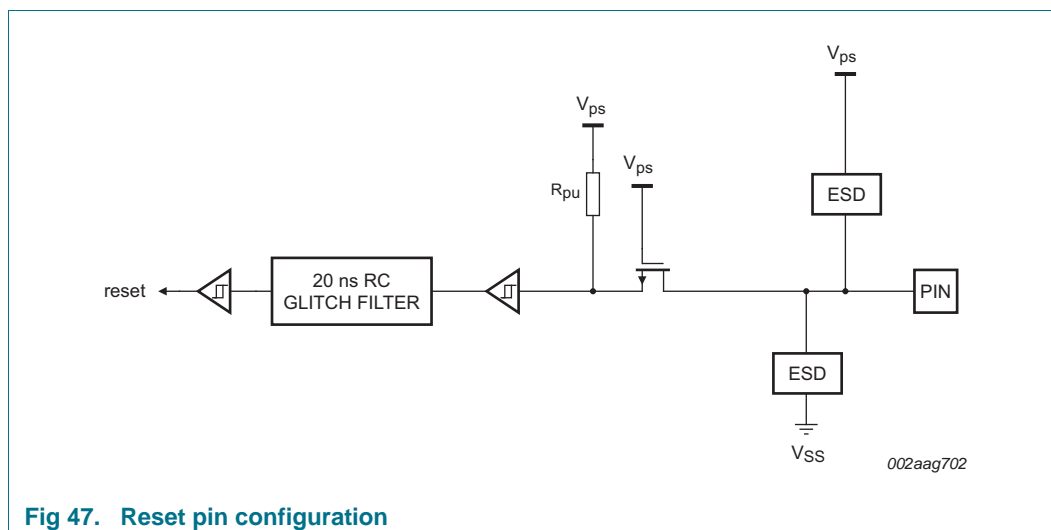 Vps
Vps
Vps
Rpu
ESD
reset
20 ns RC
GLITCH FILTER
PIN
ESD
VSS
002aag702
Fig 47. Reset pin configuration